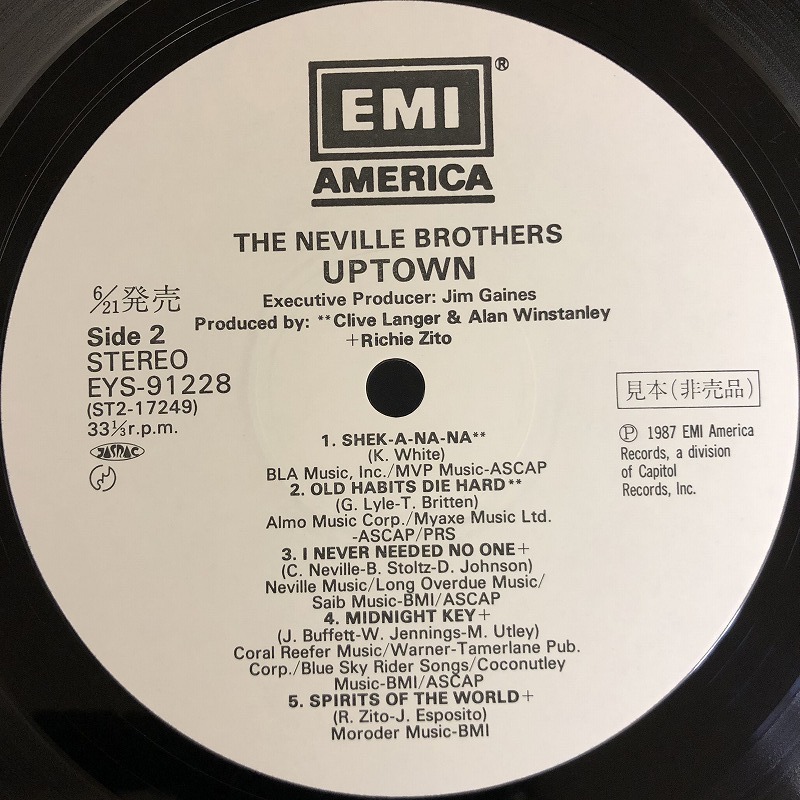 EMI®
AMERICA
THE NEVILLE BROTHERS
UPTOWN
Executive Producer: Jim Gaines
Produced by: **Clive Langer & Alan Winstanley
+Richie Zito
6/21発売
Side 2
STEREO
EYS-91228
(ST2-17249)
33⅓r.p.m.
JASRAC
見本(非売品)
Ⓟ 1987 EMI America
Records, a division
of Capitol
Records, Inc.
1. SHEK-A-NA-NA**
(K. White)
BLA Music, Inc./MVP Music-ASCAP
2. OLD HABITS DIE HARD**
(G. Lyle-T. Britten)
Almo Music Corp./Myaxe Music Ltd.
-ASCAP/PRS
3. I NEVER NEEDED NO ONE+
(C. Neville-B. Stoltz-D. Johnson)
Neville Music/Long Overdue Music/
Saib Music-BMI/ASCAP
4. MIDNIGHT KEY+
(J. Buffett-W. Jennings-M. Utley)
Coral Reefer Music/Warner-Tamerlane Pub.
Corp./Blue Sky Rider Songs/Coconutley
Music-BMI/ASCAP
5. SPIRITS OF THE WORLD+
(R. Zito-J. Esposito)
Moroder Music-BMI